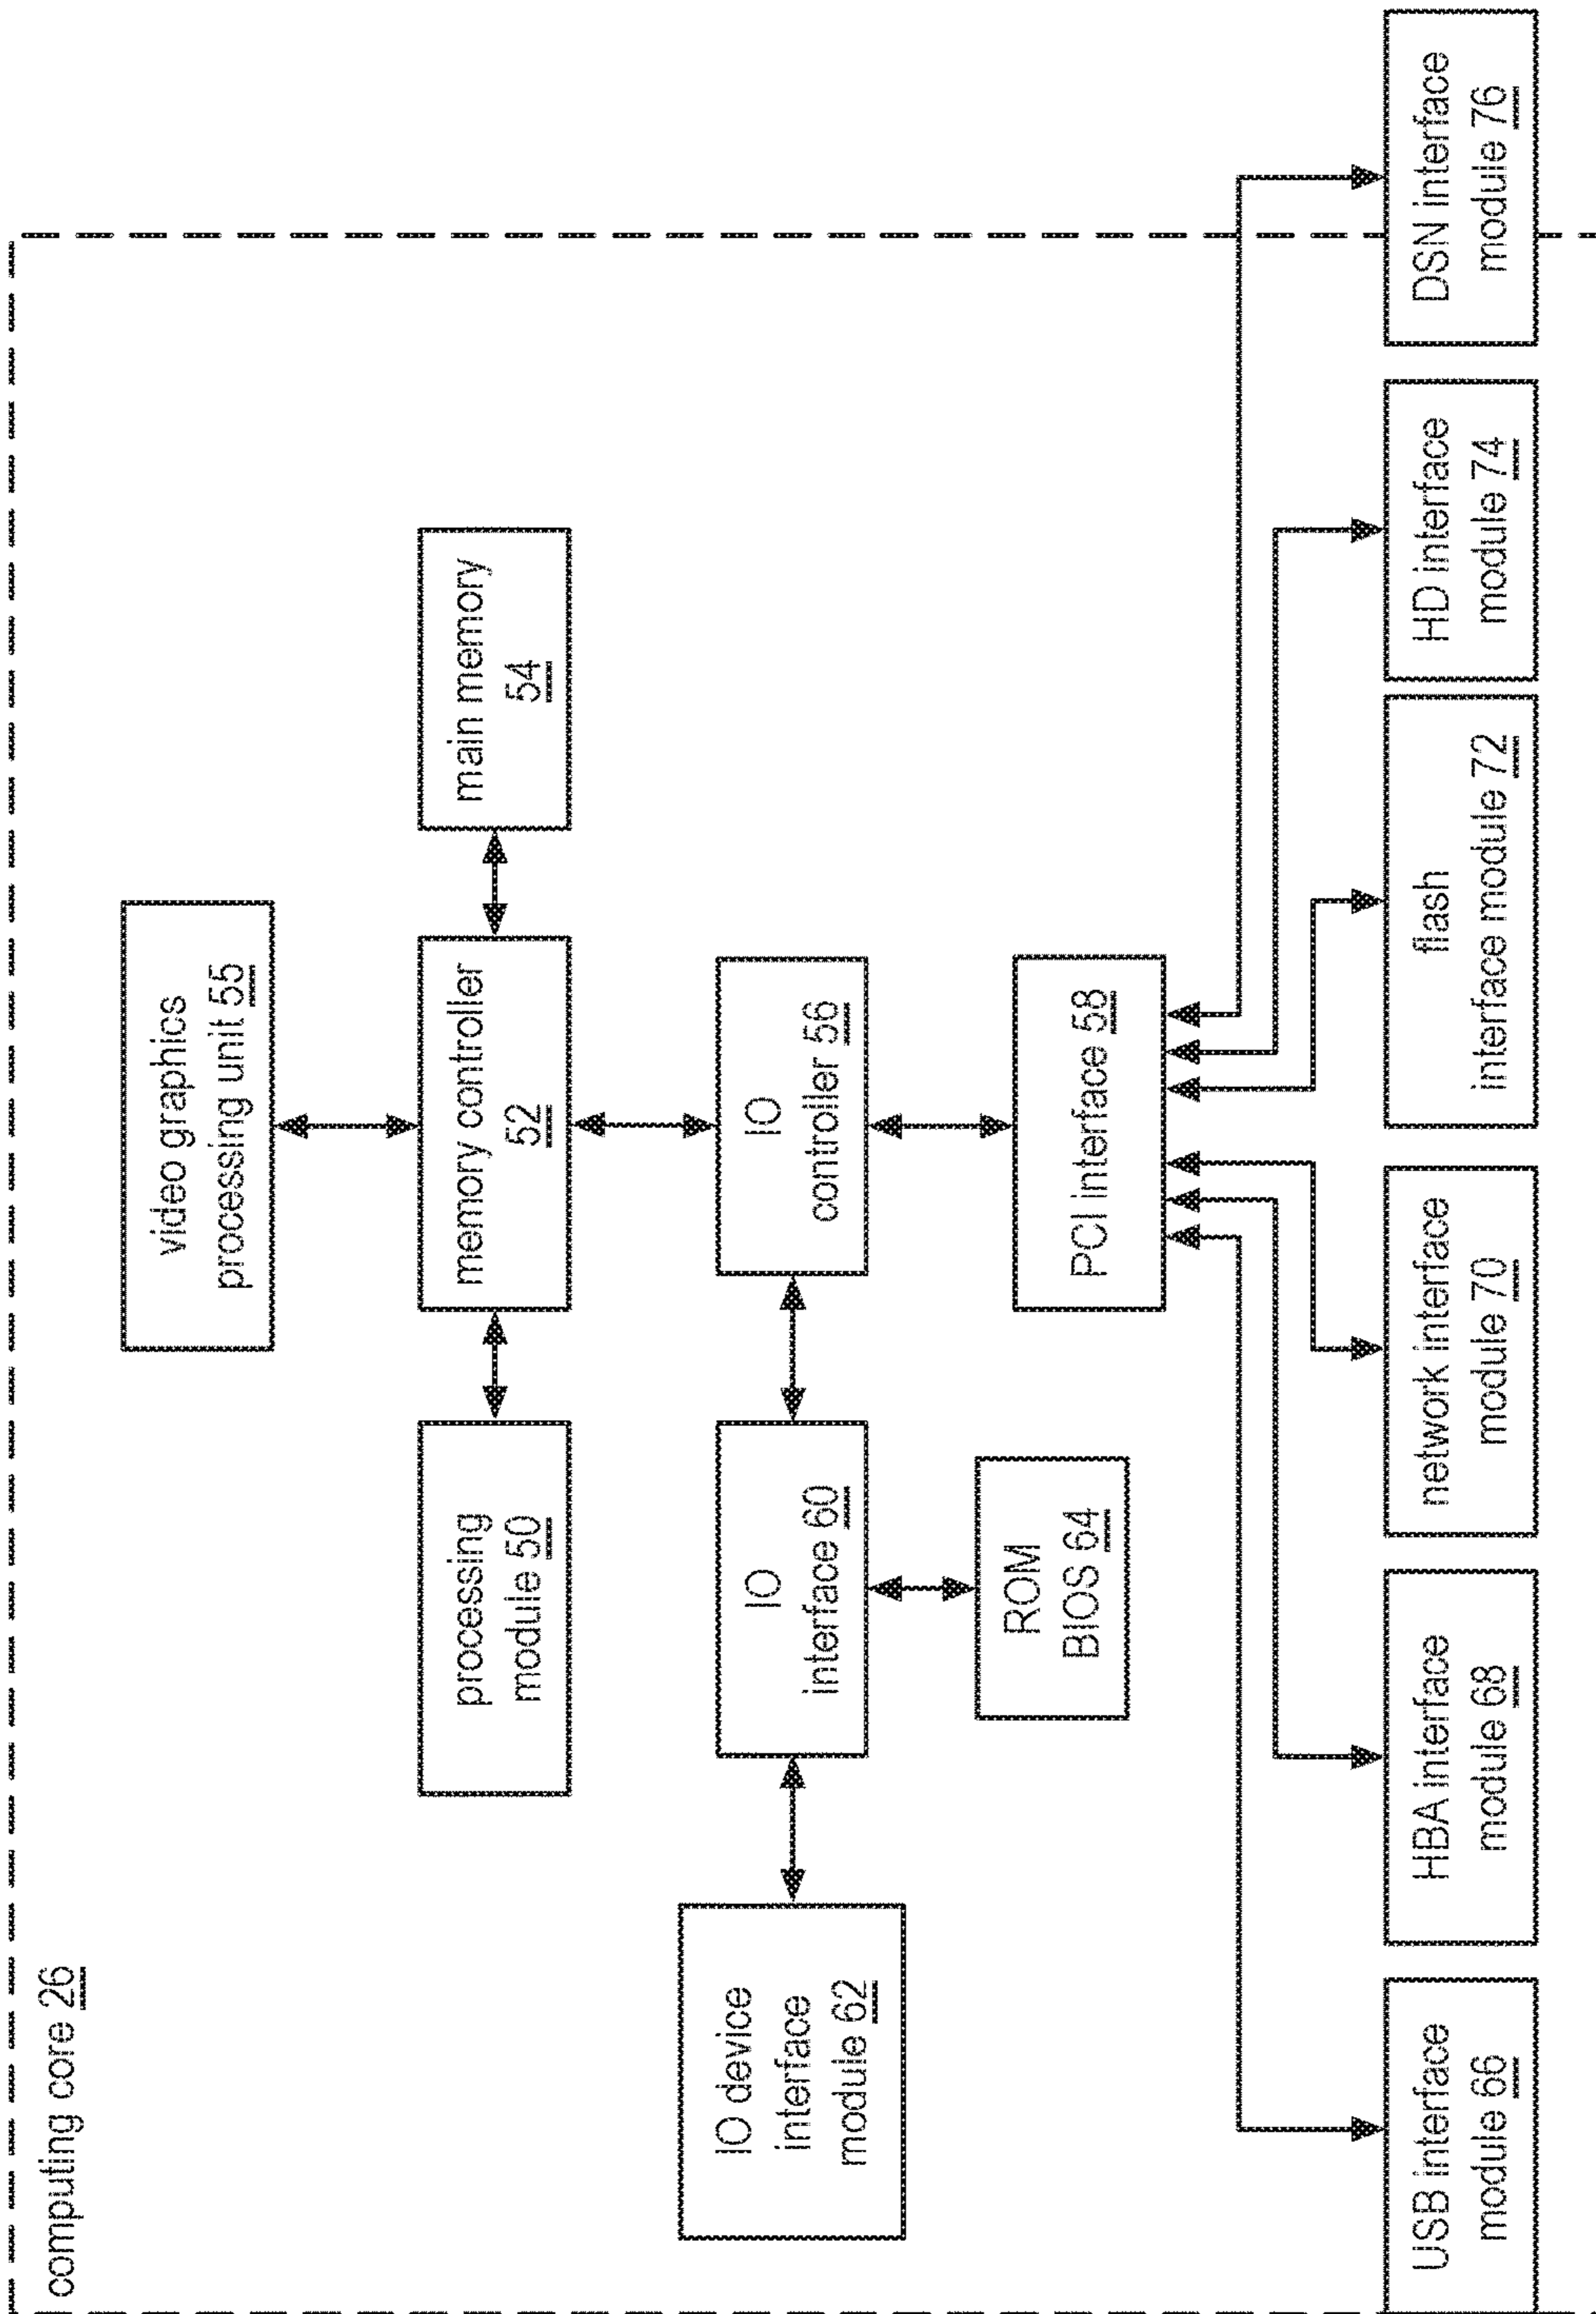 computing core 26
video graphics
processing unit 55
processing
module 50
memory controller
52
main memory
54
IO device
interface
module 62
IO
interface 60
IO
controller 56
ROM
BIOS 64
PCI interface 58
USB interface
module 66
HBA interface
module 68
network interface
module 70
flash
interface module 72
HD interface
module 74
DSN interface
module 76